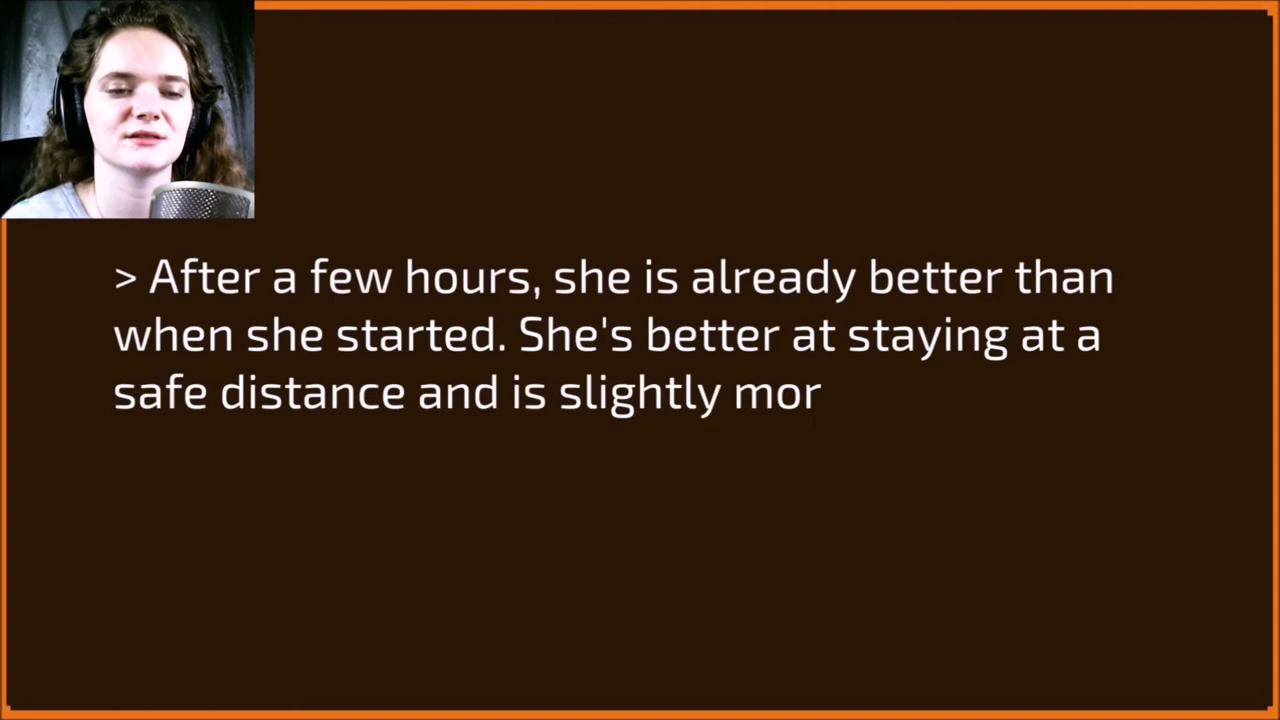 > After a few hours, she is already better than
when she started. She's better at staying at a
safe distance and is slightly mor